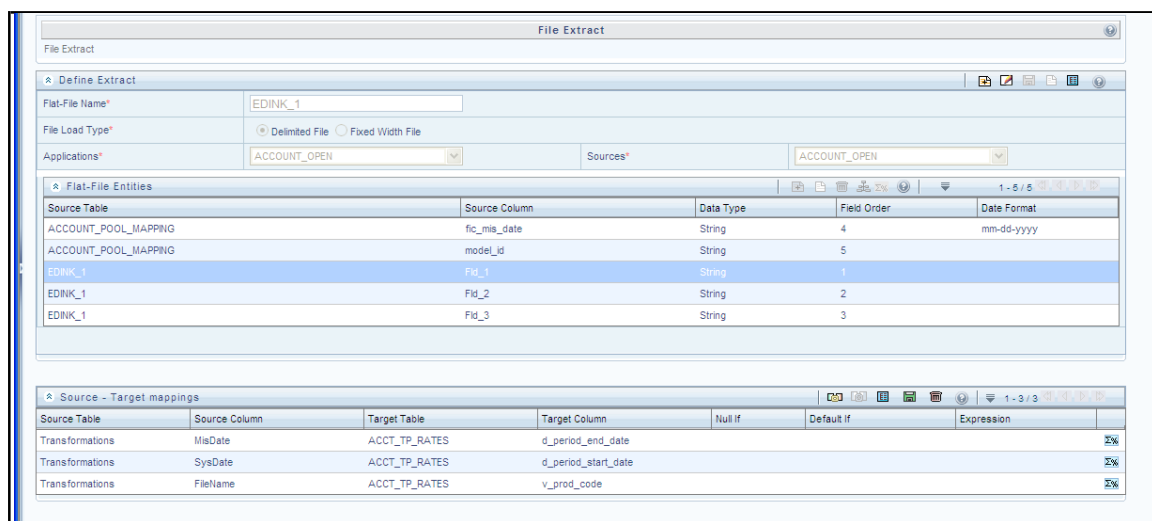 File Extract
File Extract
Define Extract
Flat-File Name* EDINK_1
File Load Type* Delimited File Fixed Width File
Applications* ACCOUNT_OPEN Sources* ACCOUNT_OPEN
Flat-File Entities 1 - 5 / 5
Source Table Source Column Data Type Field Order Date Format
ACCOUNT_POOL_MAPPING fic_mis_date String 4 mm-dd-yyyy
ACCOUNT_POOL_MAPPING model_id String 5
EDINK_1 Fld_1 String 1
EDINK_1 Fld_2 String 2
EDINK_1 Fld_3 String 3
Source - Target mappings 1 - 3 / 3
Source Table Source Column Target Table Target Column Null If Default If Expression
Transformations MisDate ACCT_TP_RATES d_period_end_date Σ%
Transformations SysDate ACCT_TP_RATES d_period_start_date Σ%
Transformations FileName ACCT_TP_RATES v_prod_code Σ%